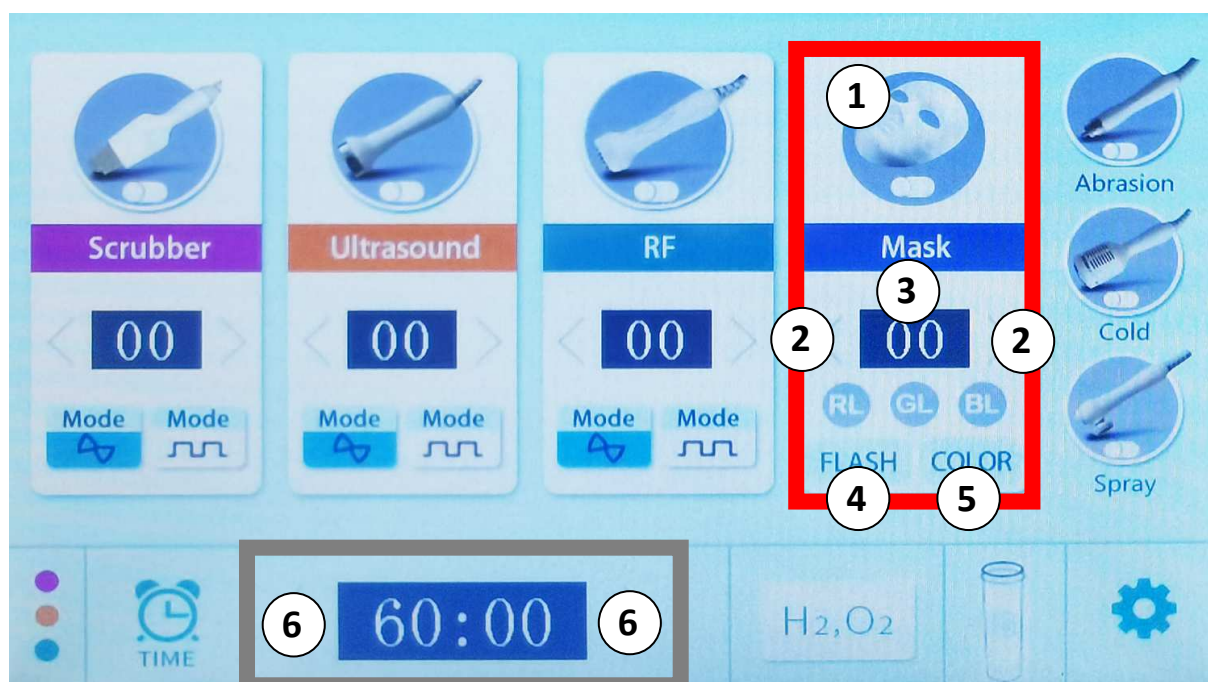 1
Abrasion
Scrubber
Ultrasound
RF
Mask
3
00
00
00
00
2
2
Cold
Mode
Mode
Mode
Mode
Mode
Mode
RL GL BL
FLASH COLOR
4
5
Spray
TIME
6
60:00
6
H2,O2